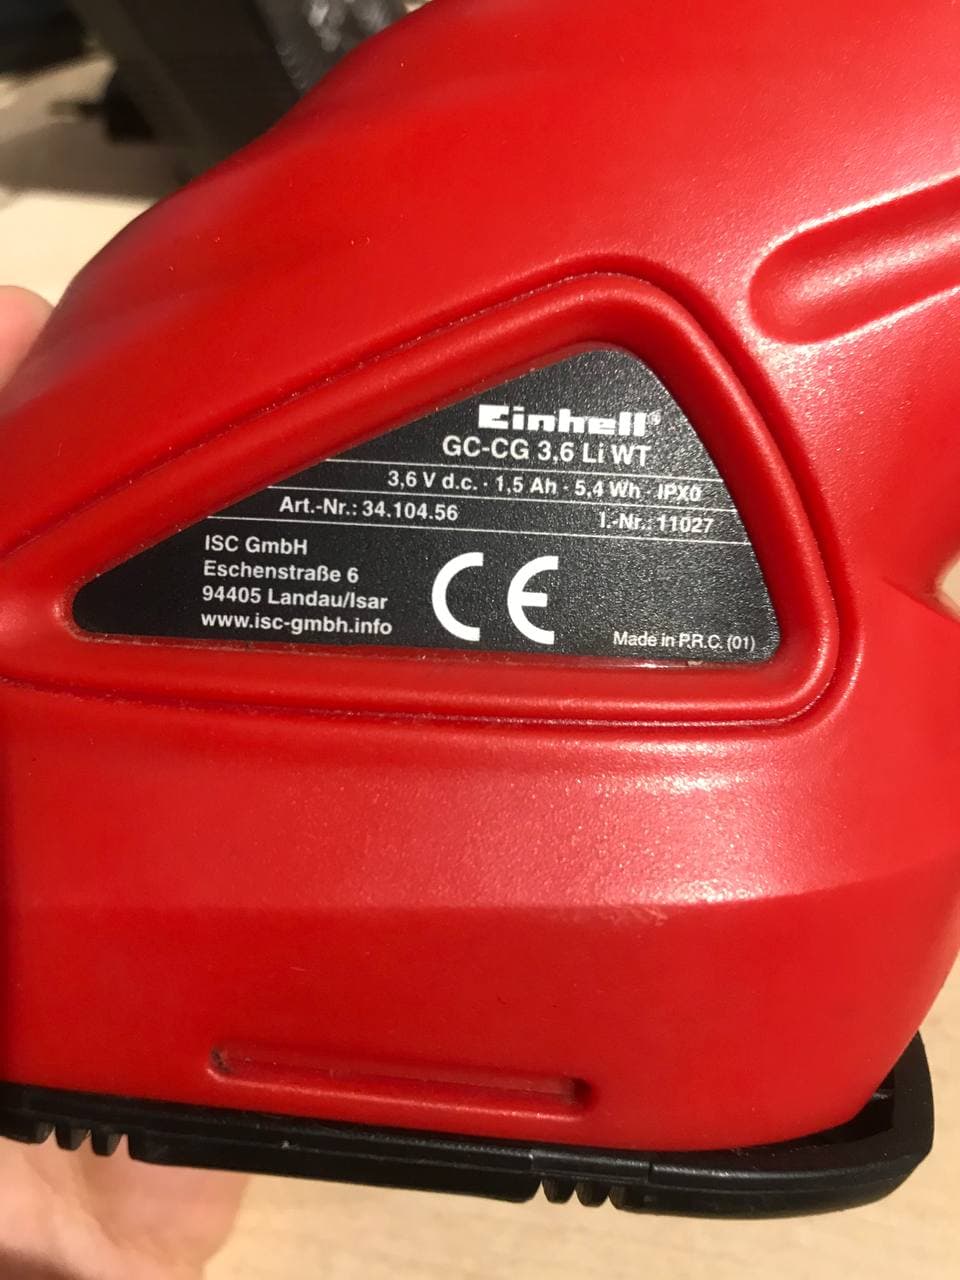 Einhell®
GC-CG 3,6 Li WT
3,6 V d.c. · 1,5 Ah · 5,4 Wh · IPX0
Art.-Nr.: 34.104.56 I.-Nr.: 11027
ISC GmbH
Eschenstraße 6
94405 Landau/Isar
www.isc-gmbh.info
CE
Made in P.R.C. (01)